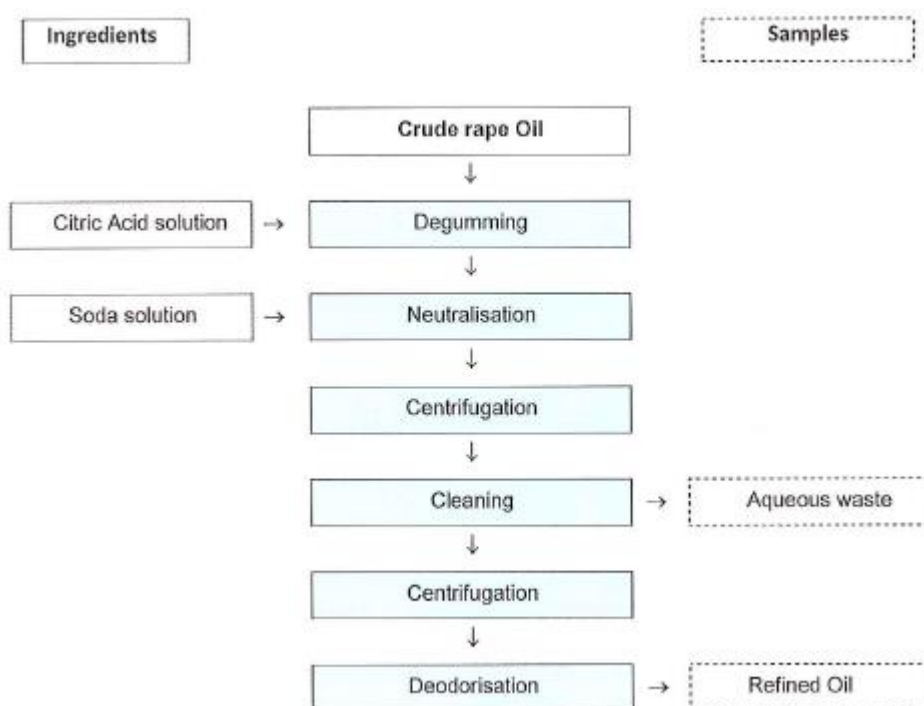 Ingredients
Samples
Crude rape Oil
↓
Citric Acid solution → Degumming
↓
Soda solution → Neutralisation
↓
Centrifugation
↓
Cleaning → Aqueous waste
↓
Centrifugation
↓
Deodorisation → Refined Oil